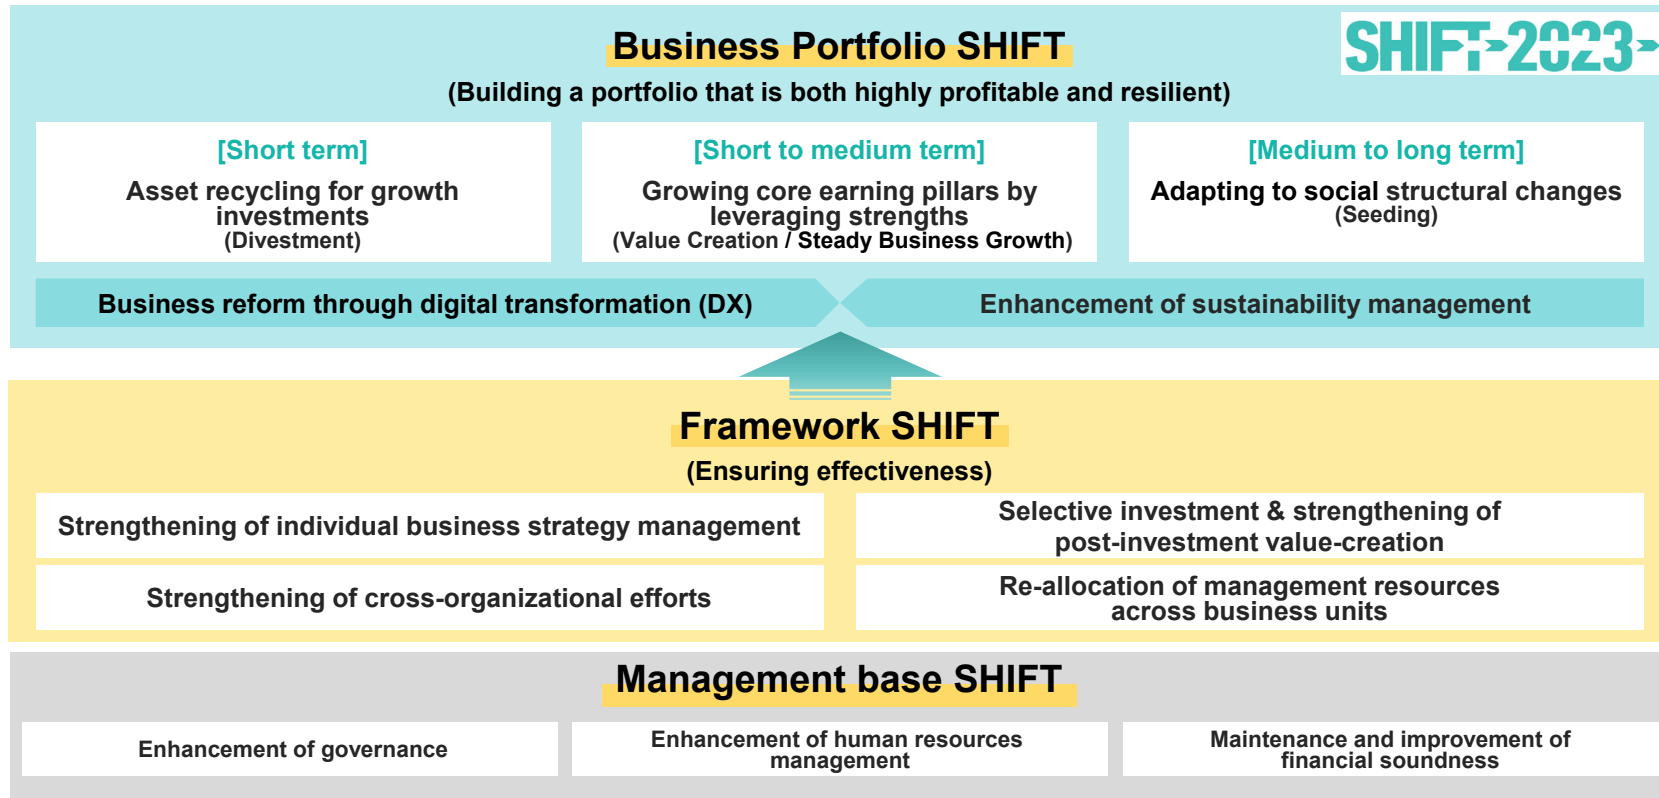 Business Portfolio SHIFT
SHIFT 2023
(Building a portfolio that is both highly profitable and resilient)
[Short term]
Asset recycling for growth
investments
(Divestment)
[Short to medium term]
Growing core earning pillars by
leveraging strengths
(Value Creation / Steady Business Growth)
[Medium to long term]
Adapting to social structural changes
(Seeding)
Business reform through digital transformation (DX)
Enhancement of sustainability management
Framework SHIFT
(Ensuring effectiveness)
Strengthening of individual business strategy management
Selective investment & strengthening of
post-investment value-creation
Strengthening of cross-organizational efforts
Re-allocation of management resources
across business units
Management base SHIFT
Enhancement of governance
Enhancement of human resources
management
Maintenance and improvement of
financial soundness